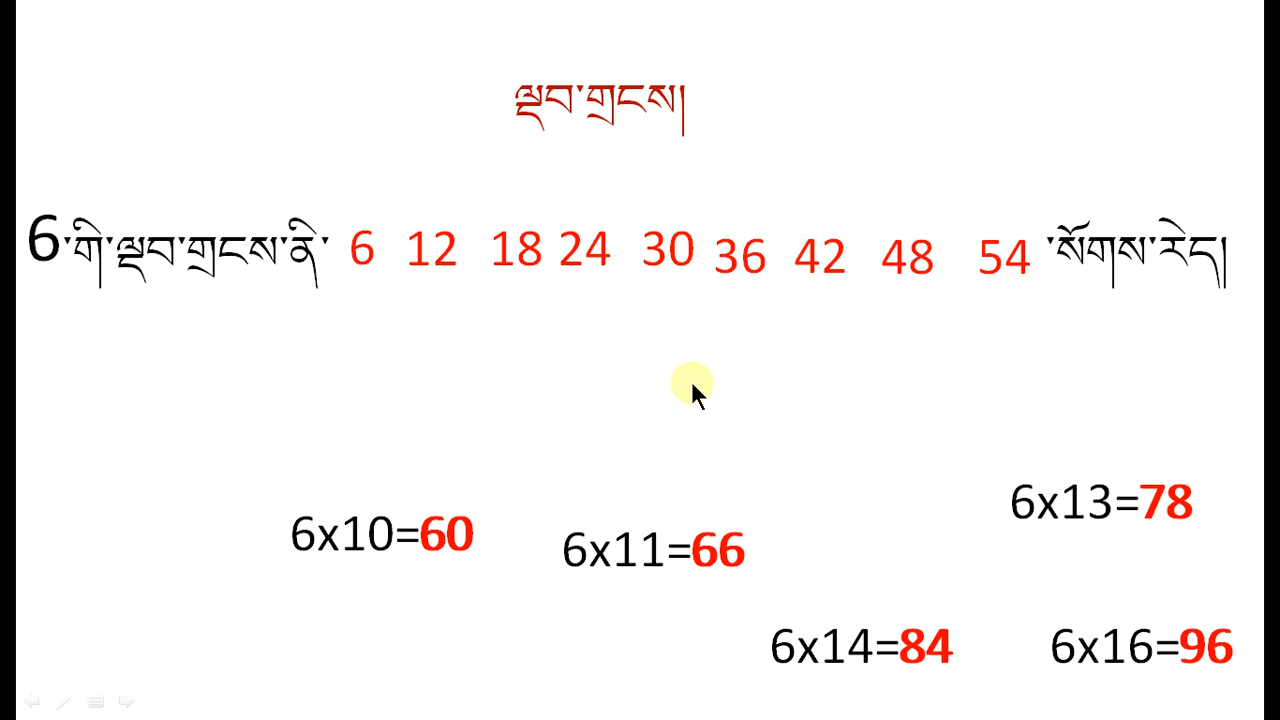 ལྡབ་གྲངས།
6་གི་ལྡབ་གྲངས་ནི་ 6 12 18 24 30 36 42 48 54 ་སོགས་རེད།
6x13=78
6x10=60 6x11=66
6x14=84 6x16=96